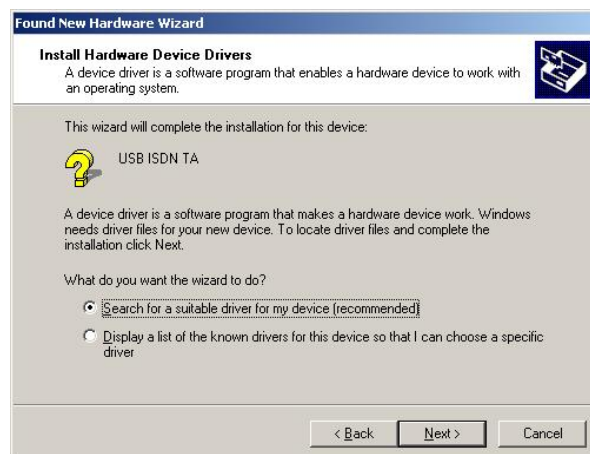 Found New Hardware Wizard
Install Hardware Device Drivers
A device driver is a software program that enables a hardware device to work with
an operating system.
This wizard will complete the installation for this device:
USB ISDN TA
A device driver is a software program that makes a hardware device work. Windows
needs driver files for your new device. To locate driver files and complete the
installation click Next.
What do you want the wizard to do?
Search for a suitable driver for my device (recommended)
Display a list of the known drivers for this device so that I can choose a specific
driver
< Back Next > Cancel